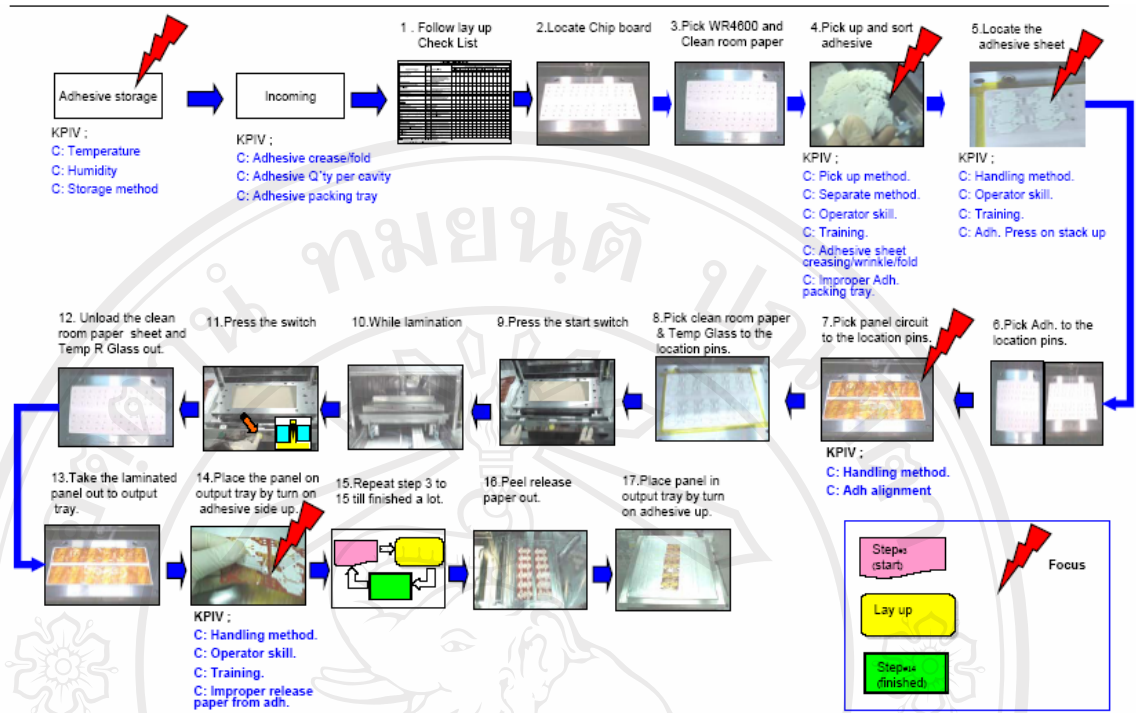 1 . Follow lay up
Check List
2.Locate Chip board
3.Pick WR4600 and
Clean room paper
4.Pick up and sort
adhesive
5.Locate the
adhesive sheet
Adhesive storage
Incoming
KPIV ;
C: Temperature
C: Humidity
C: Storage method
KPIV ;
C: Adhesive crease/fold
C: Adhesive Q`ty per cavity
C: Adhesive packing tray
KPIV ;
C: Pick up method.
C: Separate method.
C: Operator skill.
C: Training.
C: Adhesive sheet
creasing/wrinkle/fold
C: Improper Adh.
packing tray.
KPIV ;
C: Handling method.
C: Operator skill.
C: Training.
C: Adh. Press on stack up
12. Unload the clean
room paper sheet and
Temp R Glass out.
11.Press the switch
10.While lamination
9.Press the start switch
8.Pick clean room paper
& Temp Glass to the
location pins.
7.Pick panel circuit
to the location pins.
6.Pick Adh. to the
location pins.
KPIV ;
C: Handling method.
C: Adh alignment
13.Take the laminated
panel out to output
tray.
14.Place the panel on
output tray by turn on
adhesive side up.
15.Repeat step 3 to
15 till finished a lot.
16.Peel release
paper out.
17.Place panel in
output tray by turn
on adhesive up.
KPIV ;
C: Handling method.
C: Operator skill.
C: Training.
C: Improper release
paper from adh.
Step#3
(start)
Focus
Lay up
Step#14
(finished)